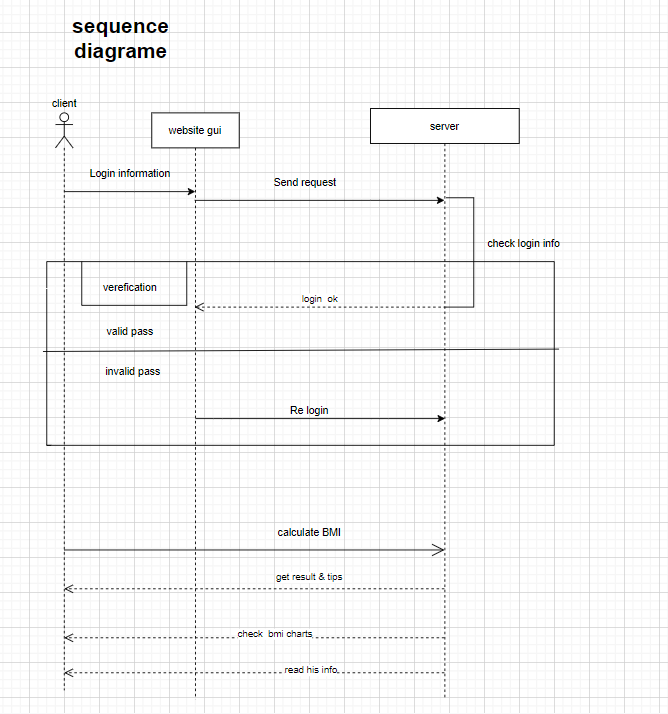 sequence
diagrame
client
website gui
server
Login information
Send request
check login info
verefication
login ok
valid pass
invalid pass
Re login
calculate BMI
get result & tips
check bmi charts
read his info